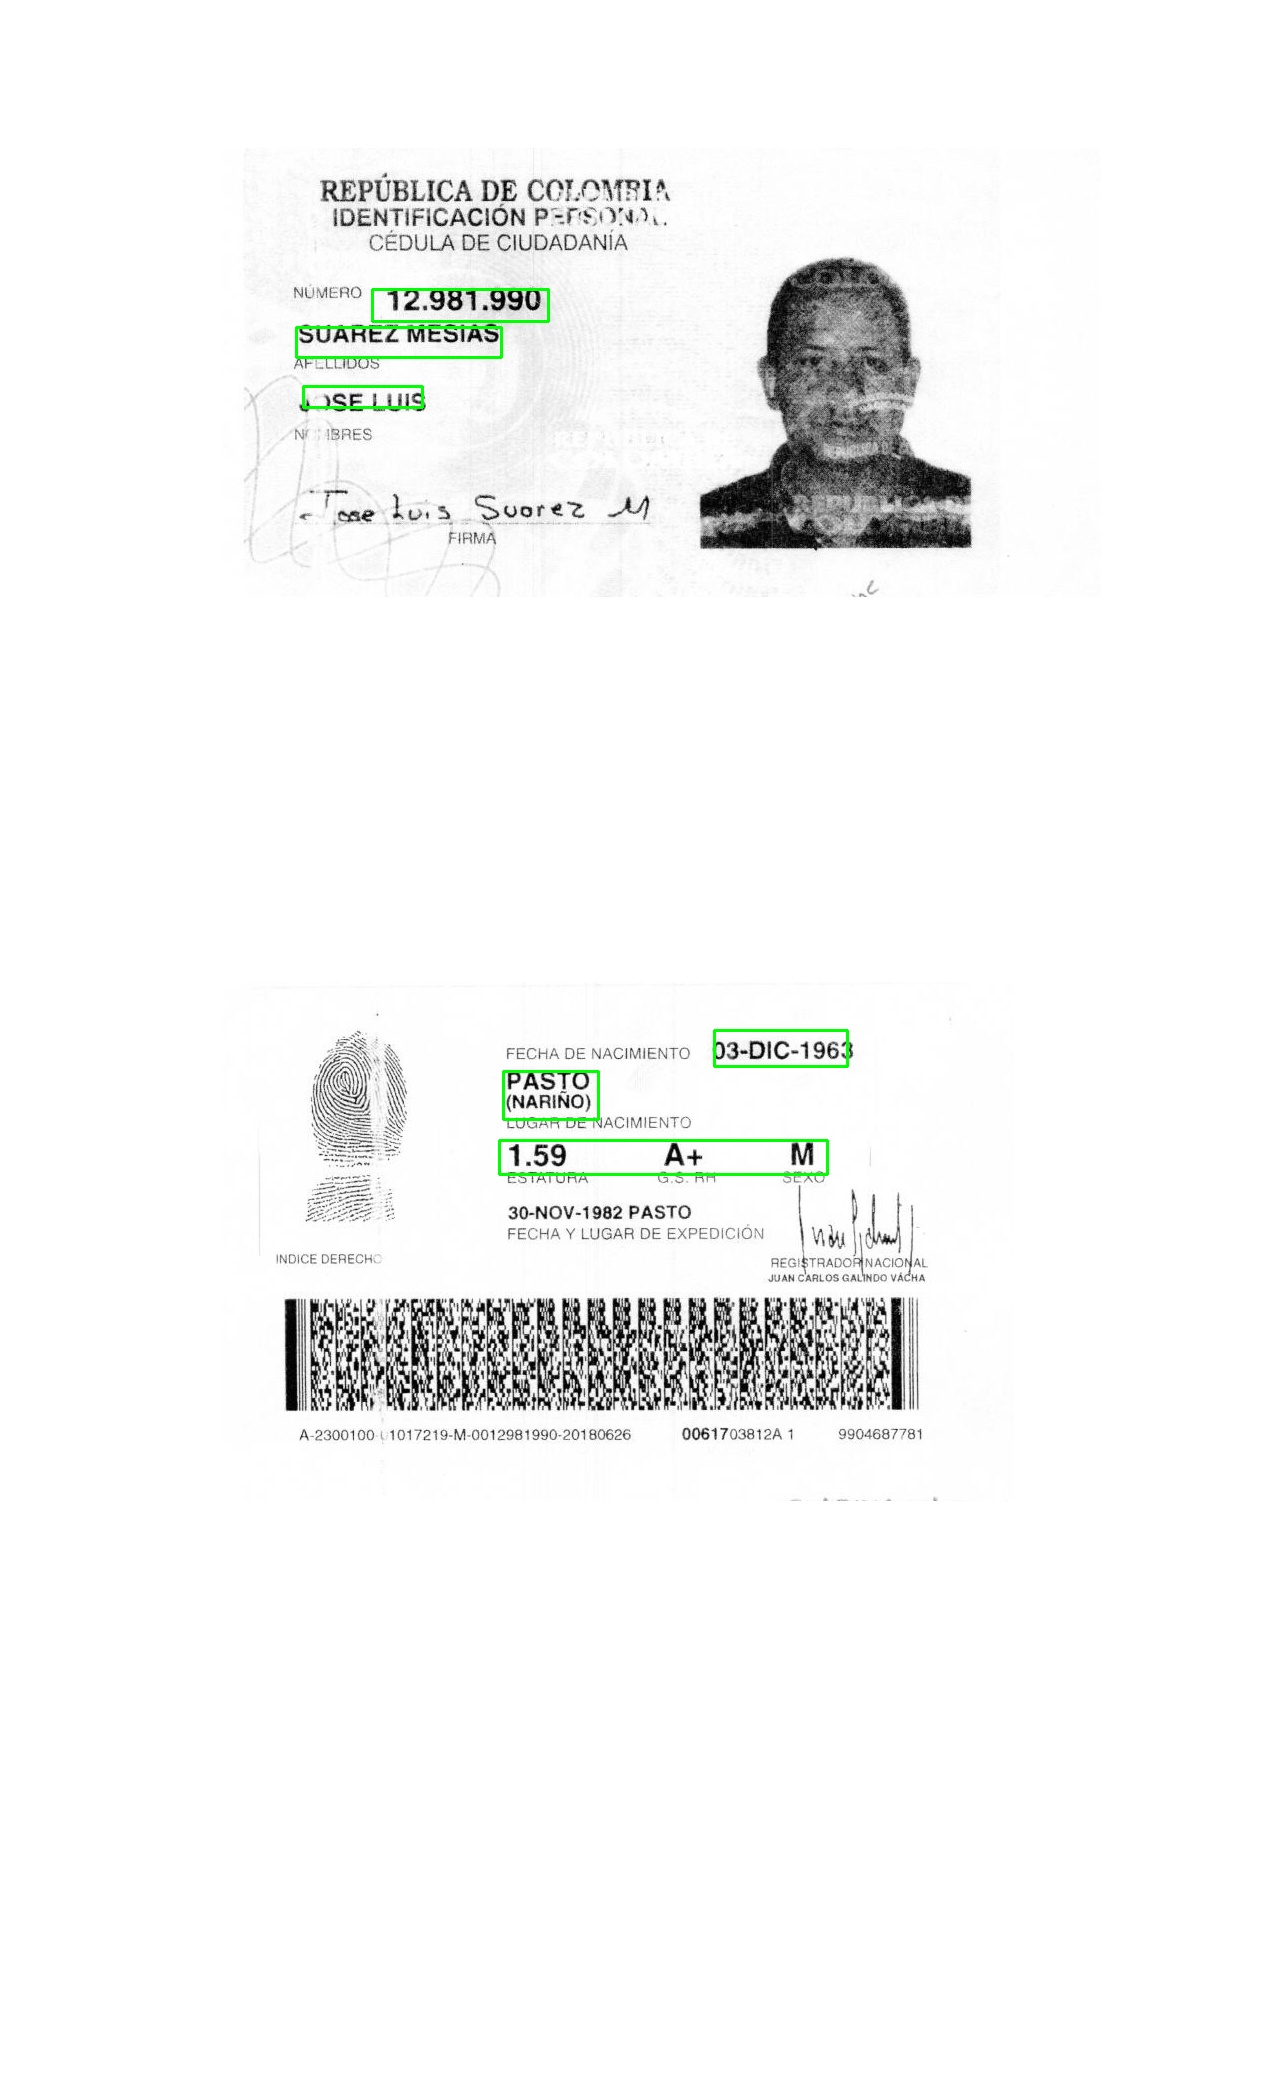 REPÚBLICA DE COLOMBIA
IDENTIFICACIÓN PERSONAL
CÉDULA DE CIUDADANÍA
NÚMERO 12.981.990
SUAREZ MESIAS
APELLIDOS
JOSE LUIS
NOMBRES
Jose Luis Suarez M
FIRMA
FECHA DE NACIMIENTO 03-DIC-1963
PASTO
(NARIÑO)
LUGAR DE NACIMIENTO
1.59 A+ M
ESTATURA G.S. RH SEXO
30-NOV-1982 PASTO
FECHA Y LUGAR DE EXPEDICIÓN
INDICE DERECHO
REGISTRADOR NACIONAL
JUAN CARLOS GALINDO VÁCHA
A-2300100-01017219-M-0012981990-20180626 0061703812A 1 9904687781